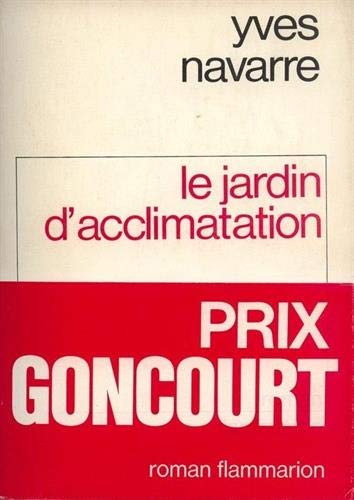 yves
navarre
le jardin
d'acclimatation
PRIX
GONCOURT
roman flammarion